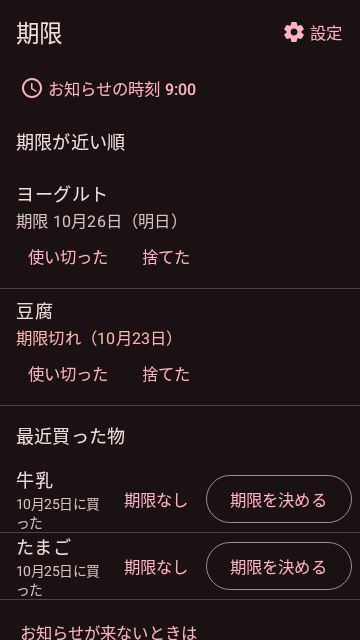 期限
設定
お知らせの時刻 9:00
期限が近い順
ヨーグルト
期限 10月26日（明日）
使い切った 捨てた
豆腐
期限切れ（10月23日）
使い切った 捨てた
最近買った物
牛乳
10月25日に買
った
期限なし
期限を決める
たまご
10月25日に買
った
期限なし
期限を決める
お知らせが来ないときは